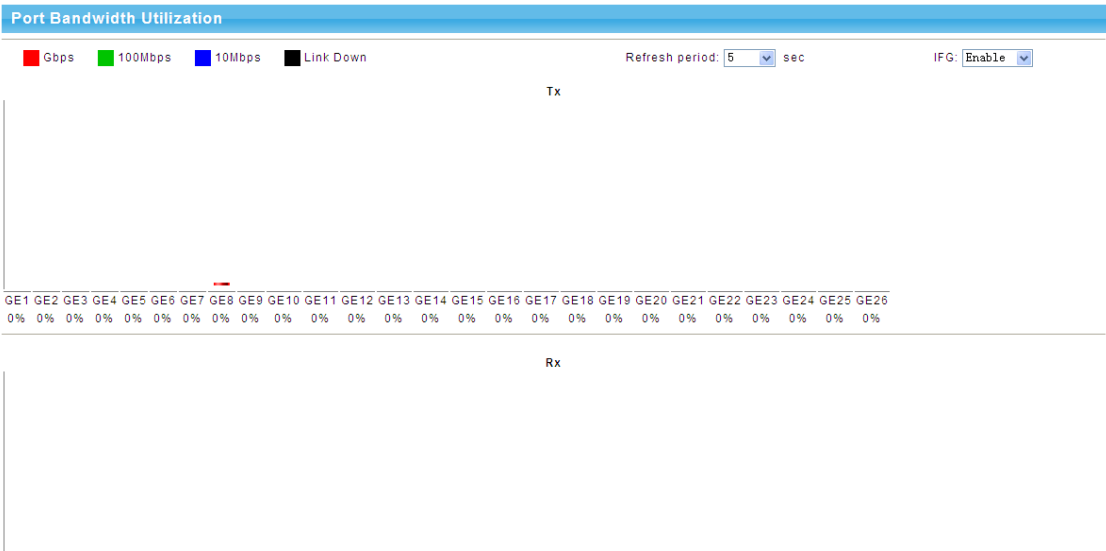 Port Bandwidth Utilization
Gbps 100Mbps 10Mbps Link Down Refresh period: 5 sec IFG: Enable
Tx
GE1 GE2 GE3 GE4 GE5 GE6 GE7 GE8 GE9 GE10 GE11 GE12 GE13 GE14 GE15 GE16 GE17 GE18 GE19 GE20 GE21 GE22 GE23 GE24 GE25 GE26
0% 0% 0% 0% 0% 0% 0% 0% 0% 0% 0% 0% 0% 0% 0% 0% 0% 0% 0% 0% 0% 0% 0% 0% 0% 0%
Rx